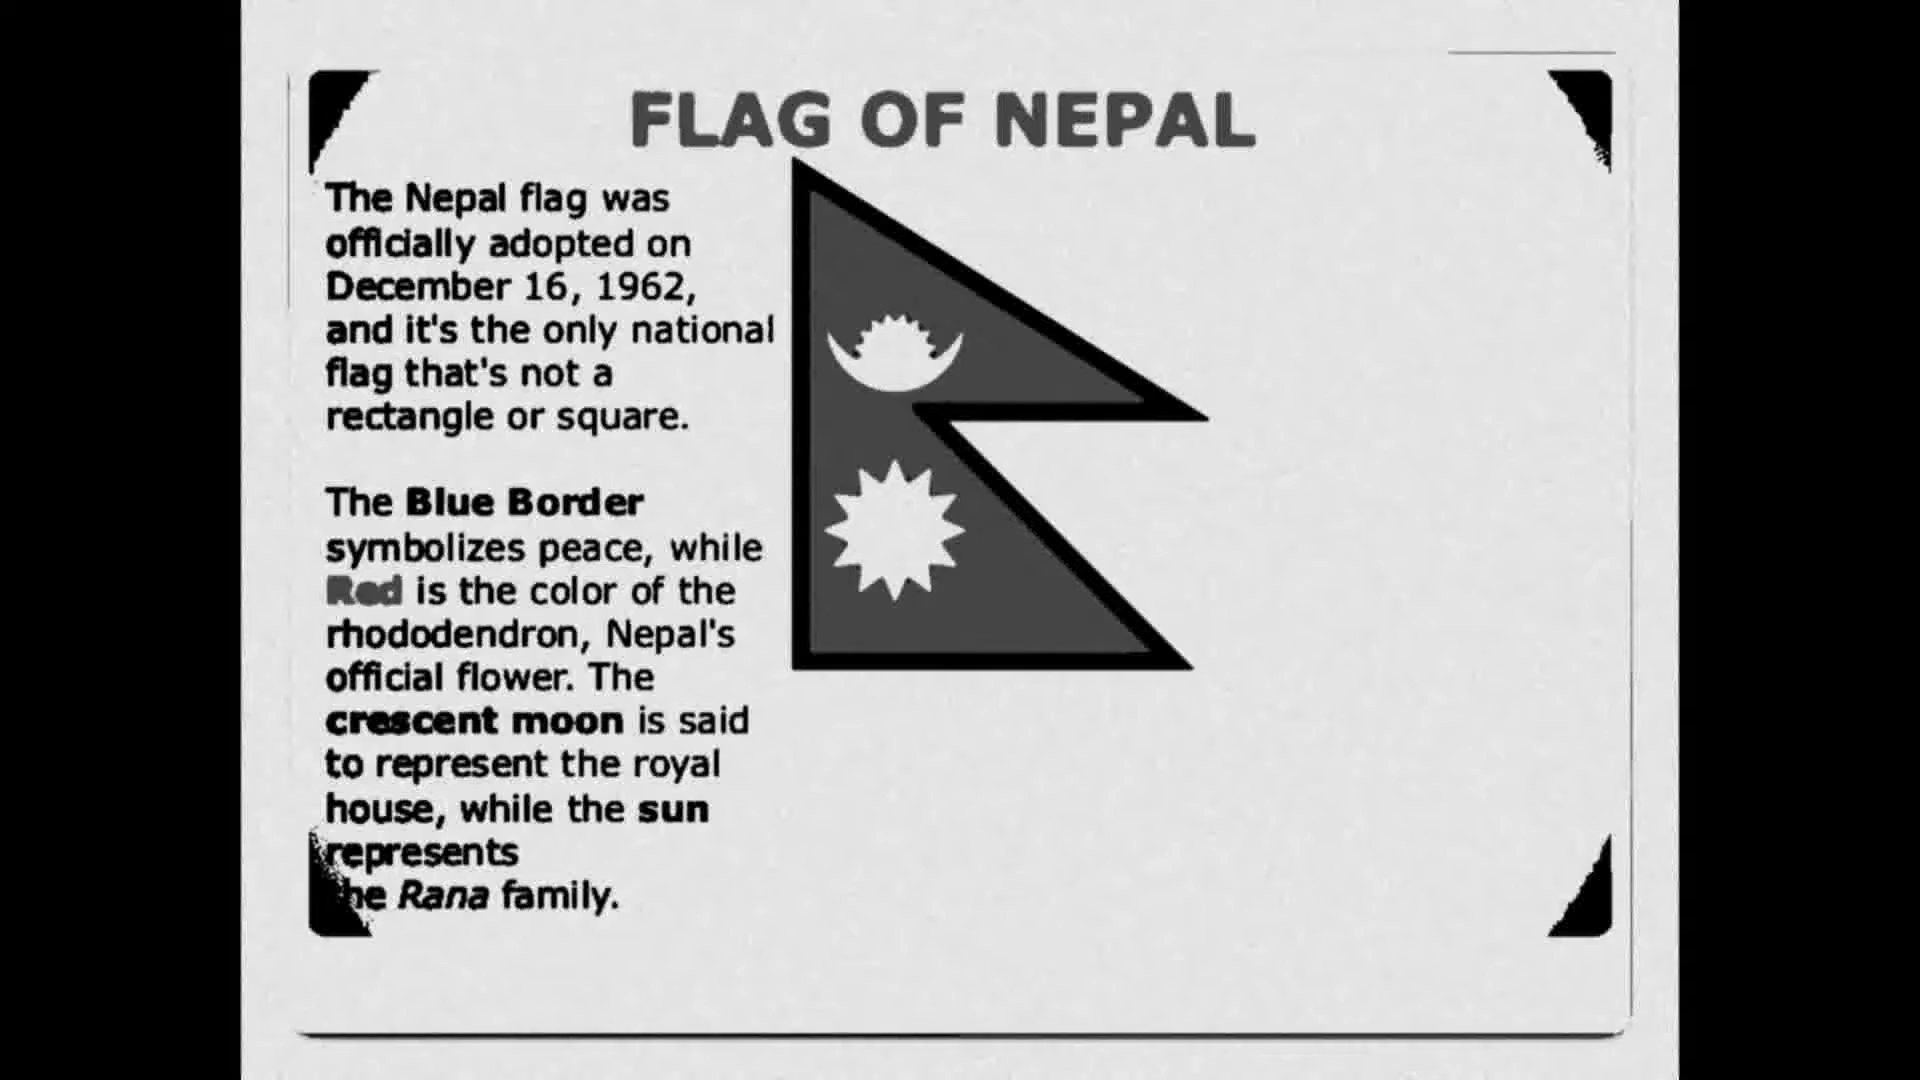 FLAG OF NEPAL
The Nepal flag was
officially adopted on
December 16, 1962,
and it's the only national
flag that's not a
rectangle or square.
The Blue Border
symbolizes peace, while
Red is the color of the
rhododendron, Nepal's
official flower. The
crescent moon is said
to represent the royal
house, while the sun
represents
the Rana family.